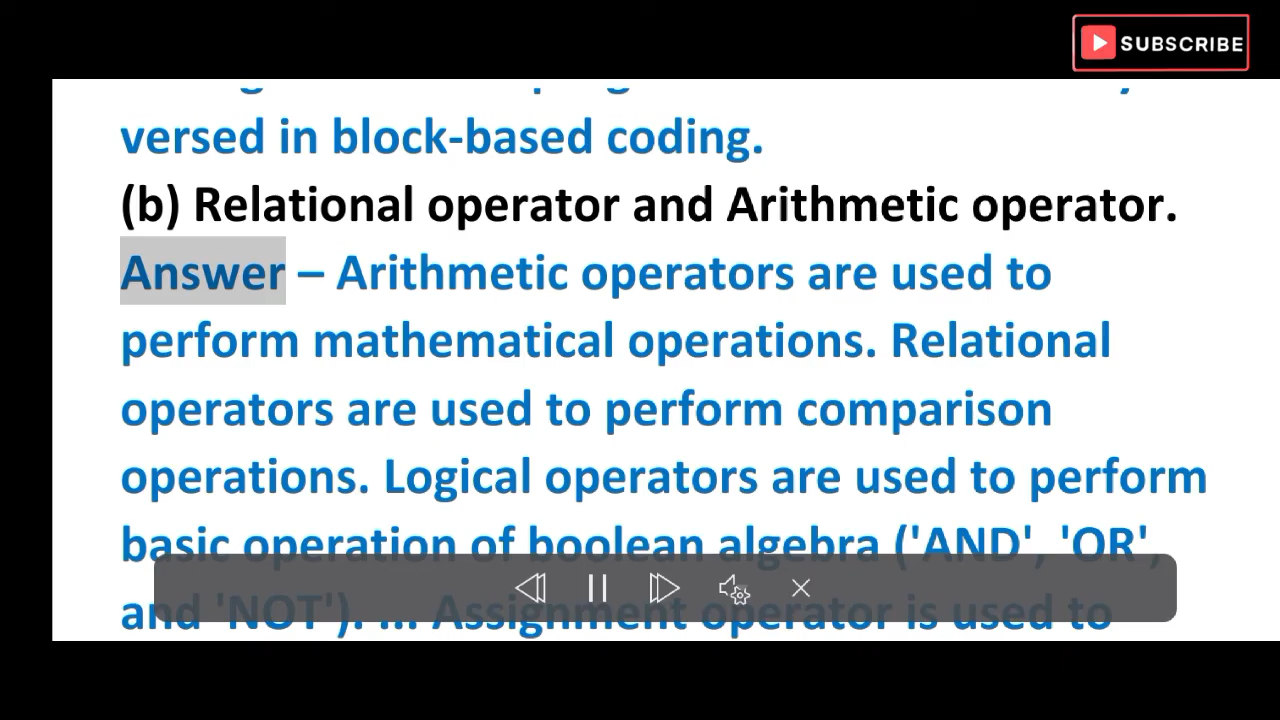 SUBSCRIBE
versed in block-based coding.
(b) Relational operator and Arithmetic operator.
Answer – Arithmetic operators are used to
perform mathematical operations. Relational
operators are used to perform comparison
operations. Logical operators are used to perform
basic operation of boolean algebra ('AND', 'OR',
and 'NOT'). ... Assignment operator is used to